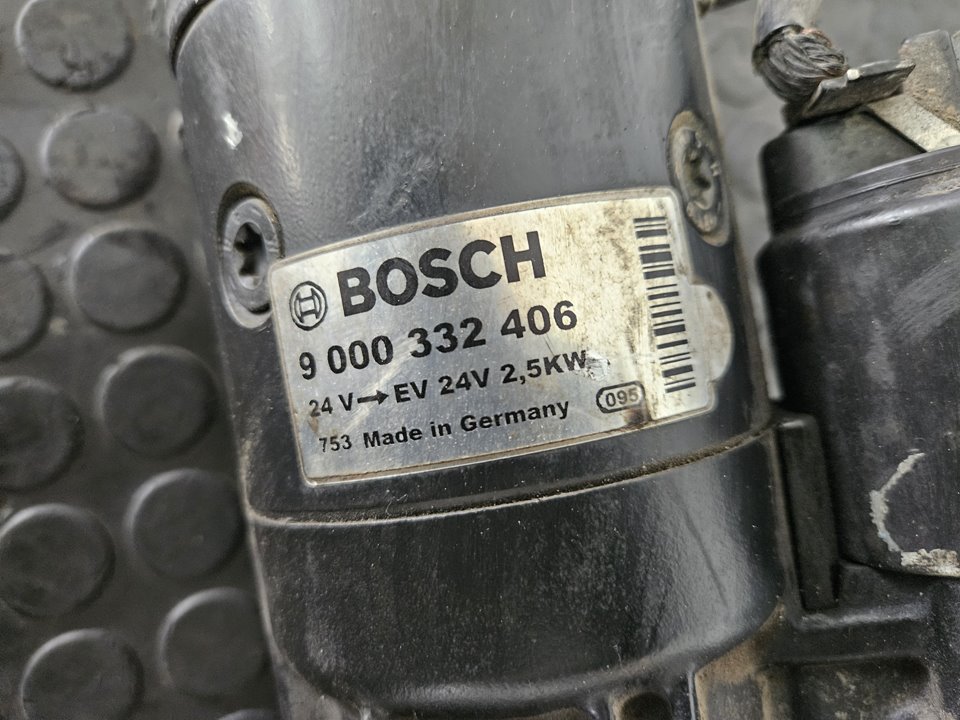 BOSCH
9 000 332 406
24 V→EV 24V 2,5KW
753 Made in Germany 095